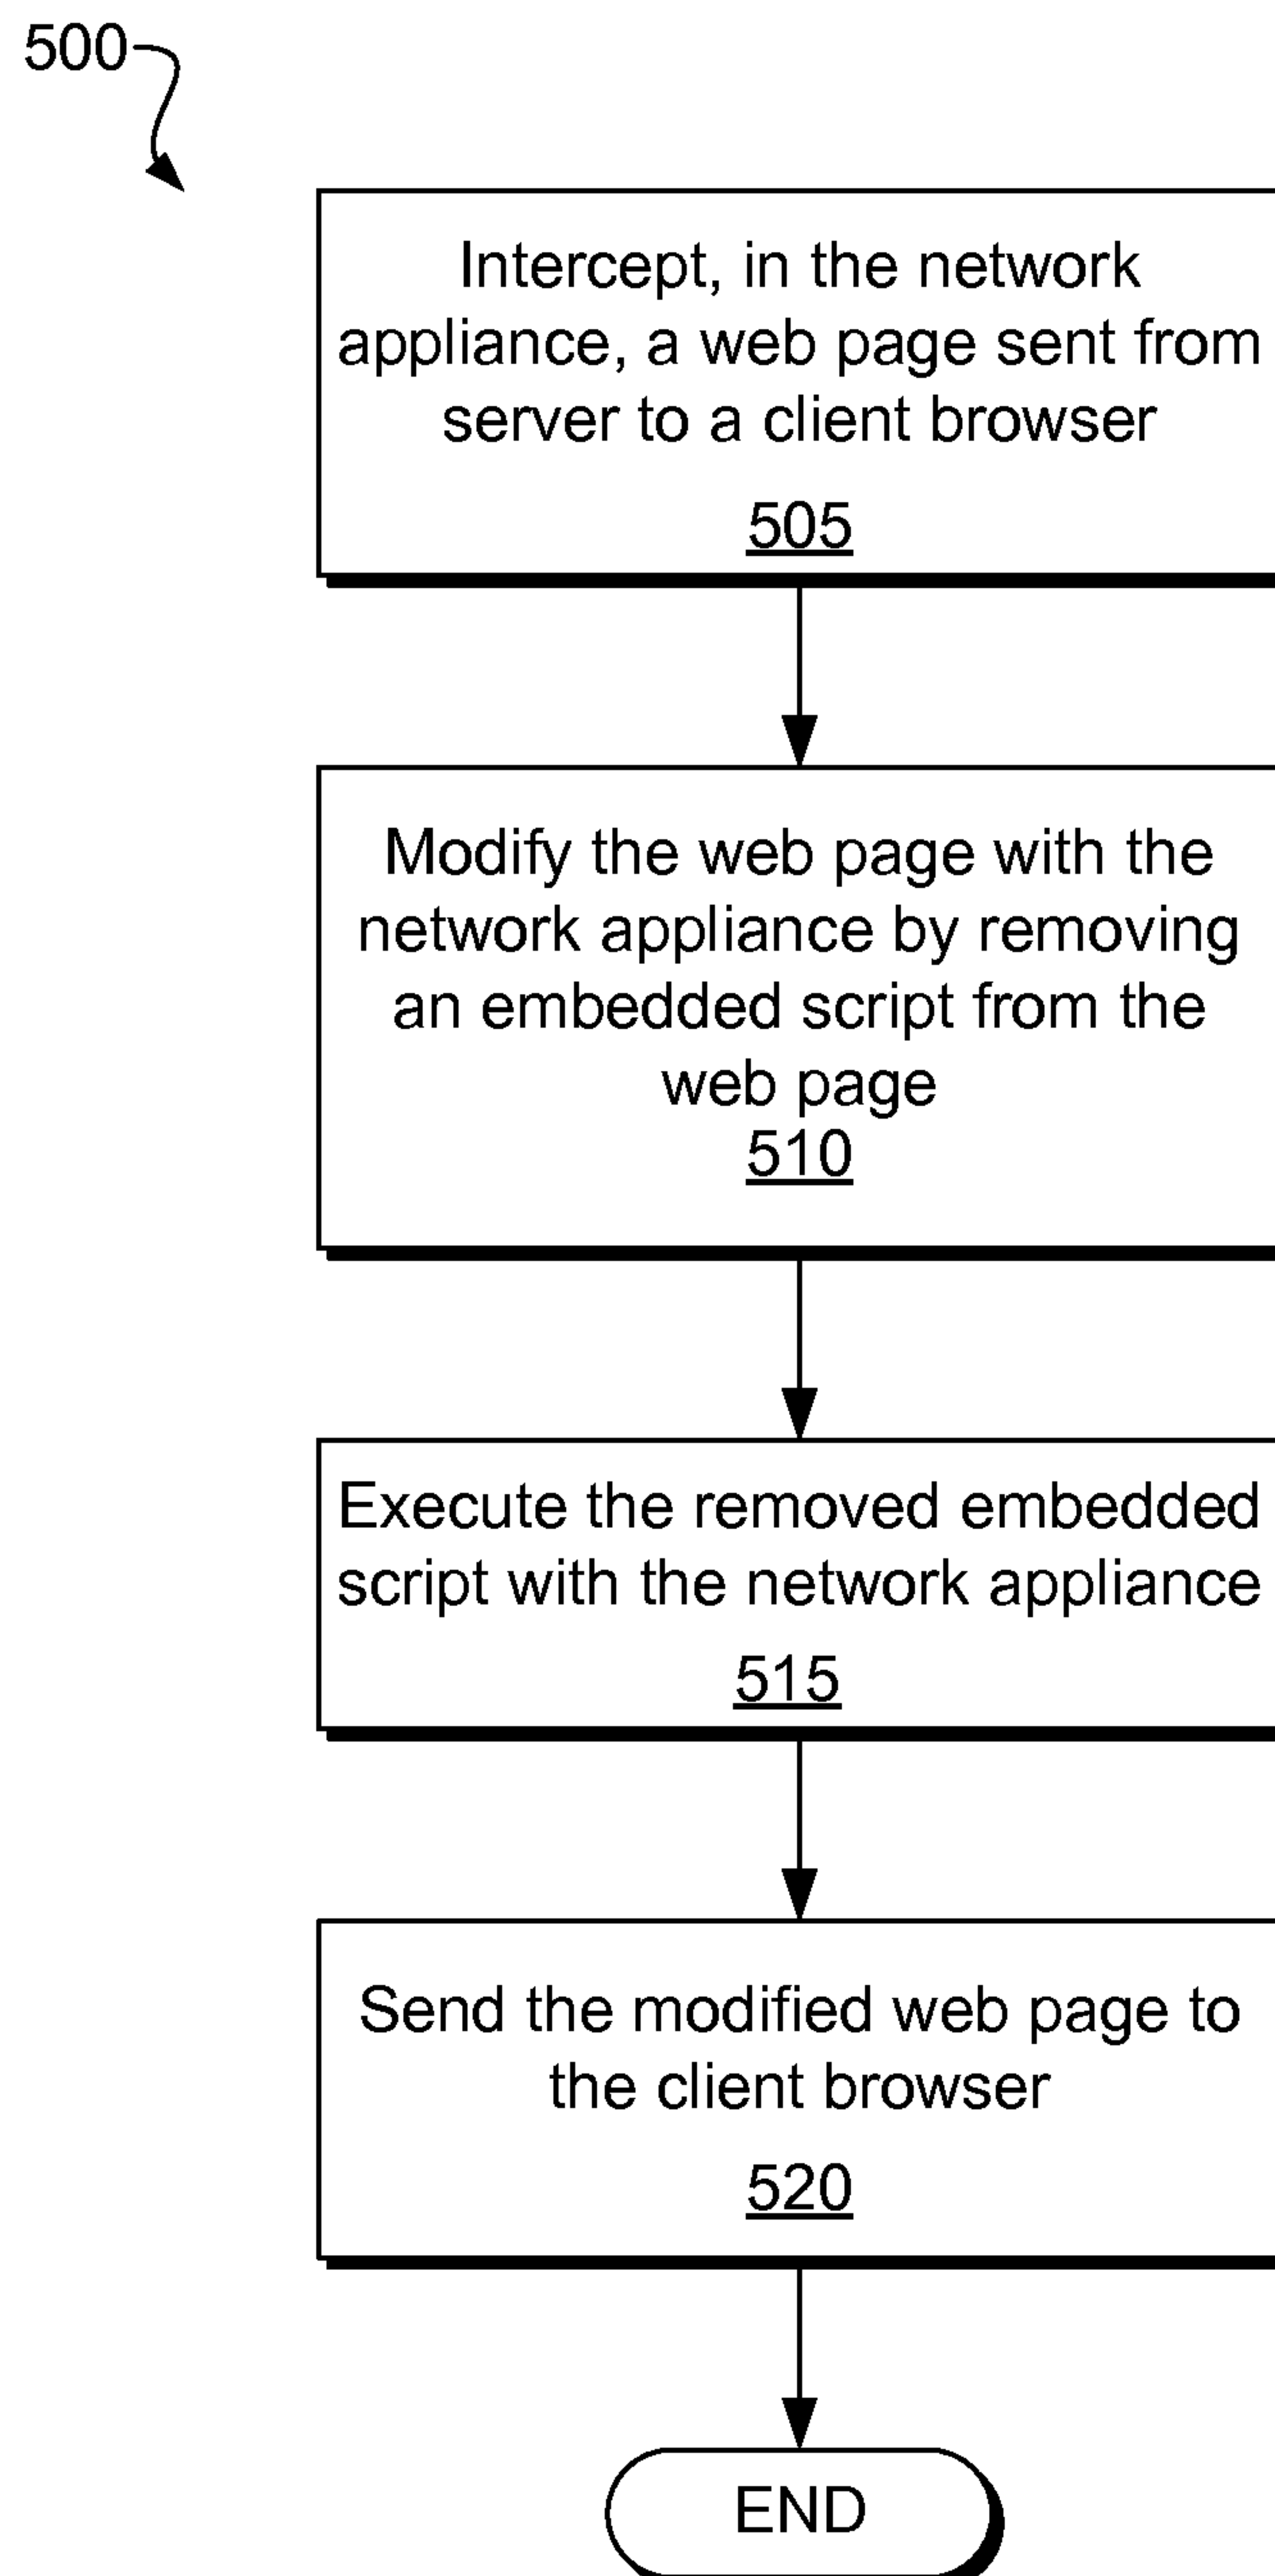 500
Intercept, in the network
appliance, a web page sent from
server to a client browser
505
Modify the web page with the
network appliance by removing
an embedded script from the
web page
510
Execute the removed embedded
script with the network appliance
515
Send the modified web page to
the client browser
520
END